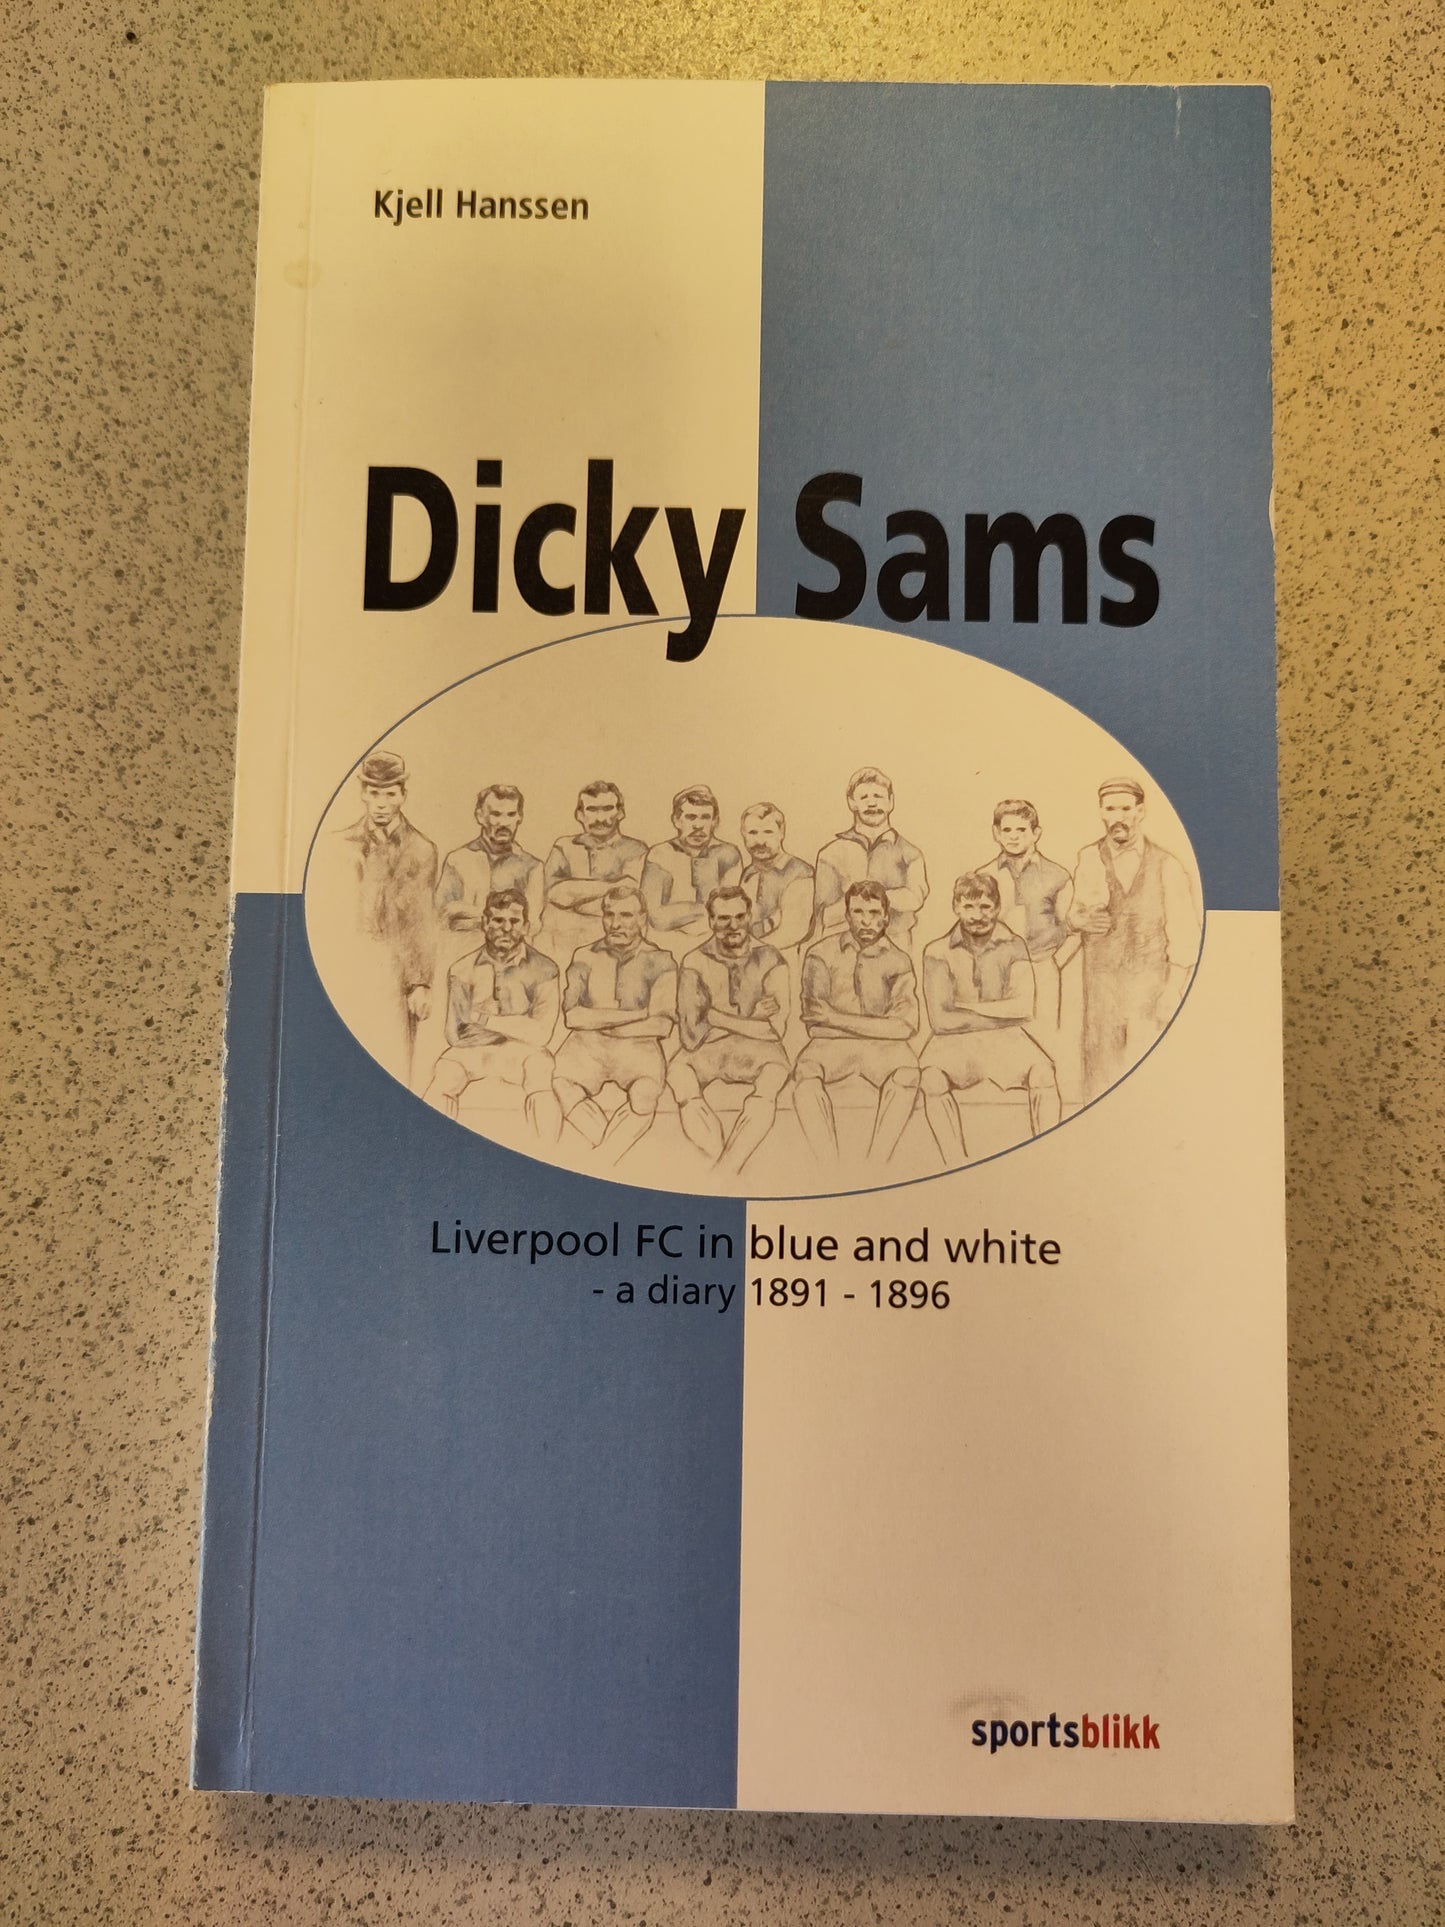 Kjell Hanssen
Dicky Sams
Liverpool FC in blue and white
- a diary 1891 - 1896
sportsblikk